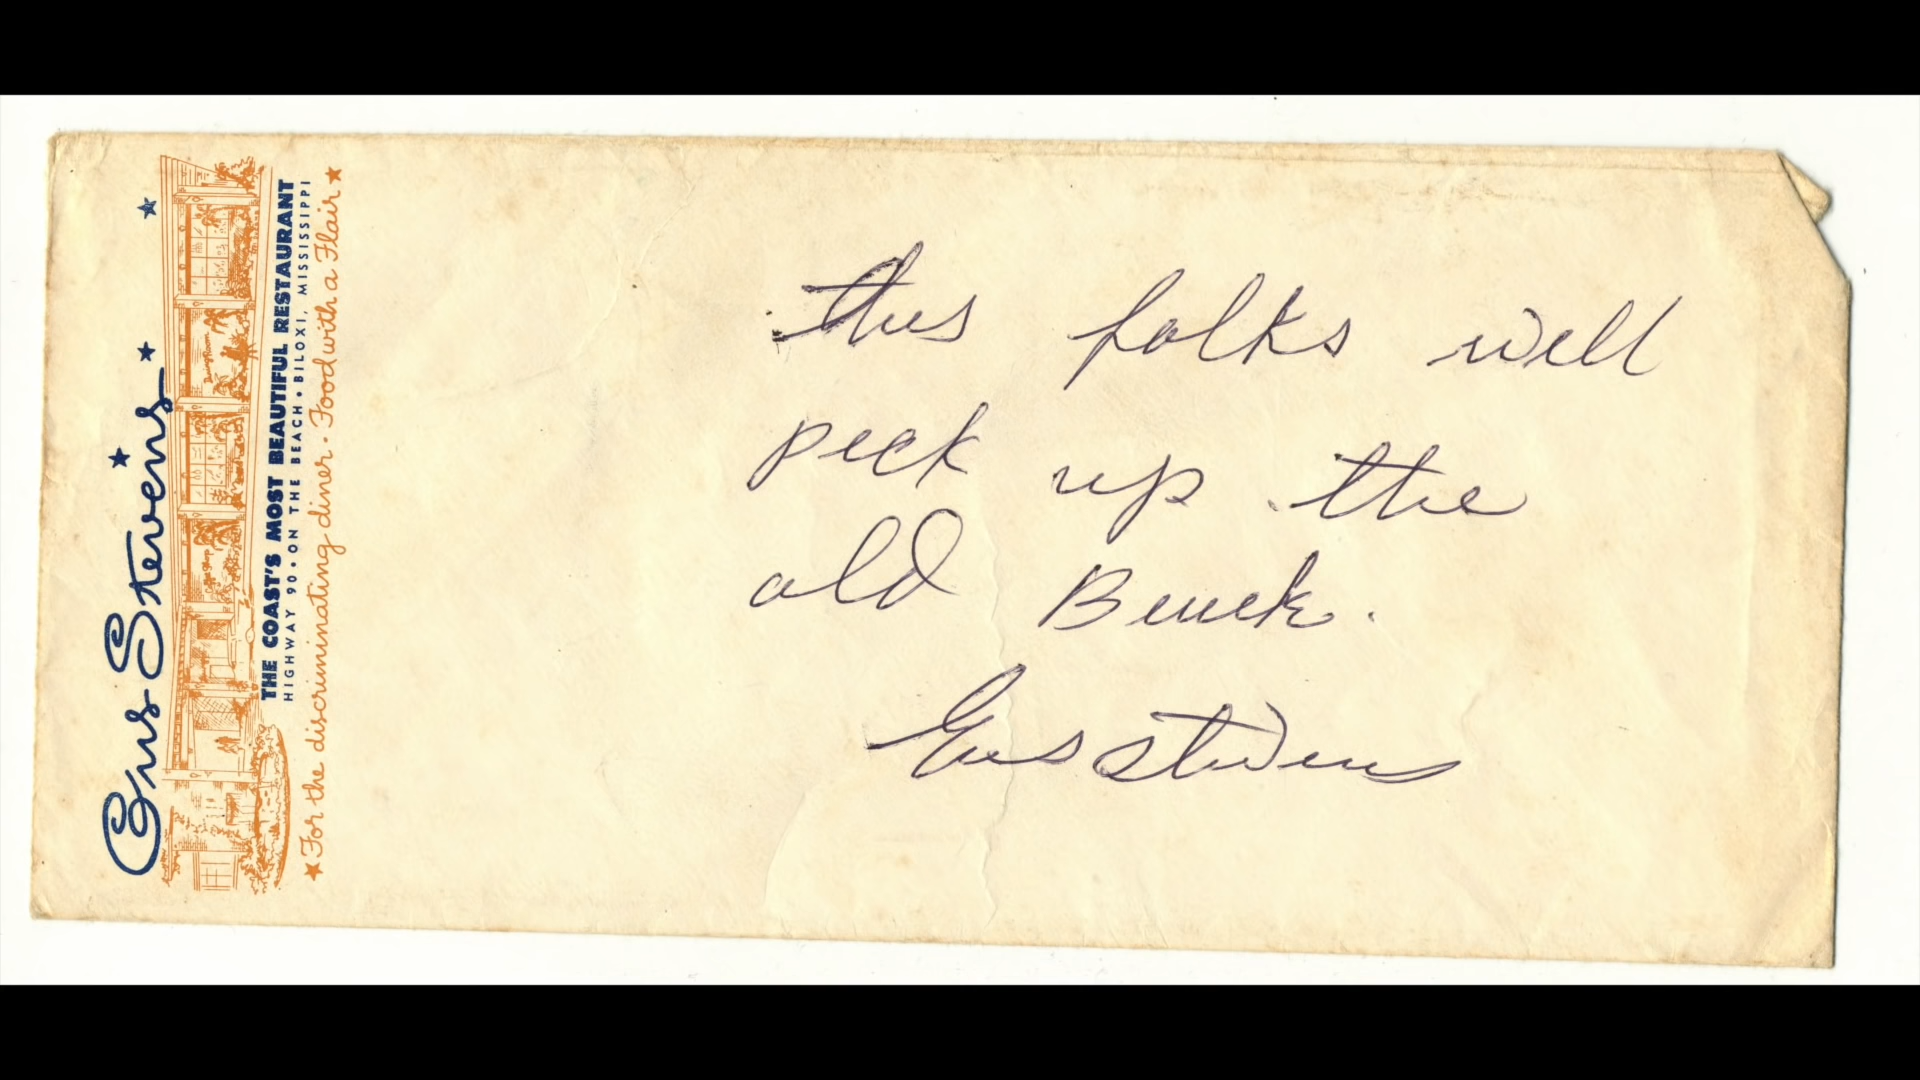 Gus Stevens
THE COAST'S MOST BEAUTIFUL RESTAURANT
HIGHWAY 90 • ON THE BEACH • BILOXI, MISSISSIPPI
For the discriminating diner - Food with a Flair
this folks will
pick up the
old Buick.
Gus Stevens